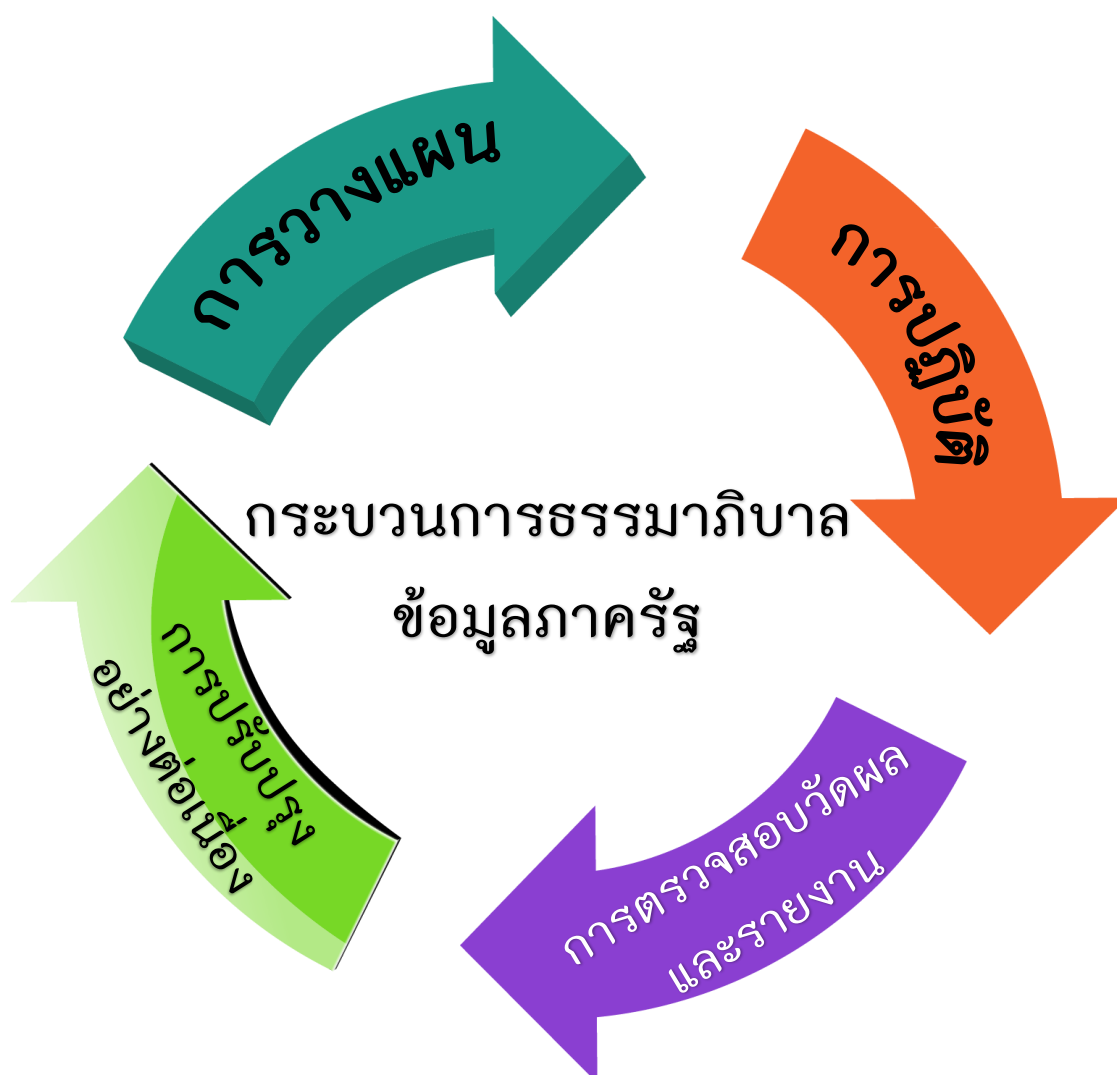 การวางแผน
การปฏิบัติ
กระบวนการธรรมาภิบาล
ข้อมูลภาครัฐ
การตรวจสอบวัดผล
และรายงาน
การปรับปรุง
อย่างต่อเนื่อง